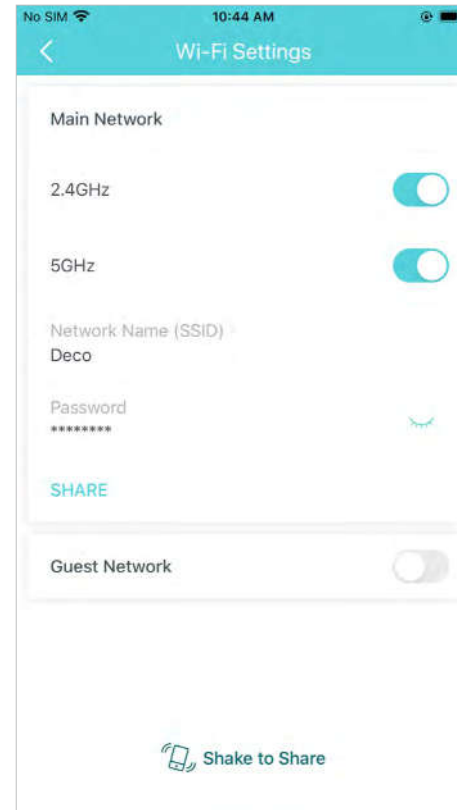 No SIM 10:44 AM
Wi-Fi Settings
Main Network
2.4GHz
5GHz
Network Name (SSID)
Deco
Password
********
SHARE
Guest Network
Shake to Share